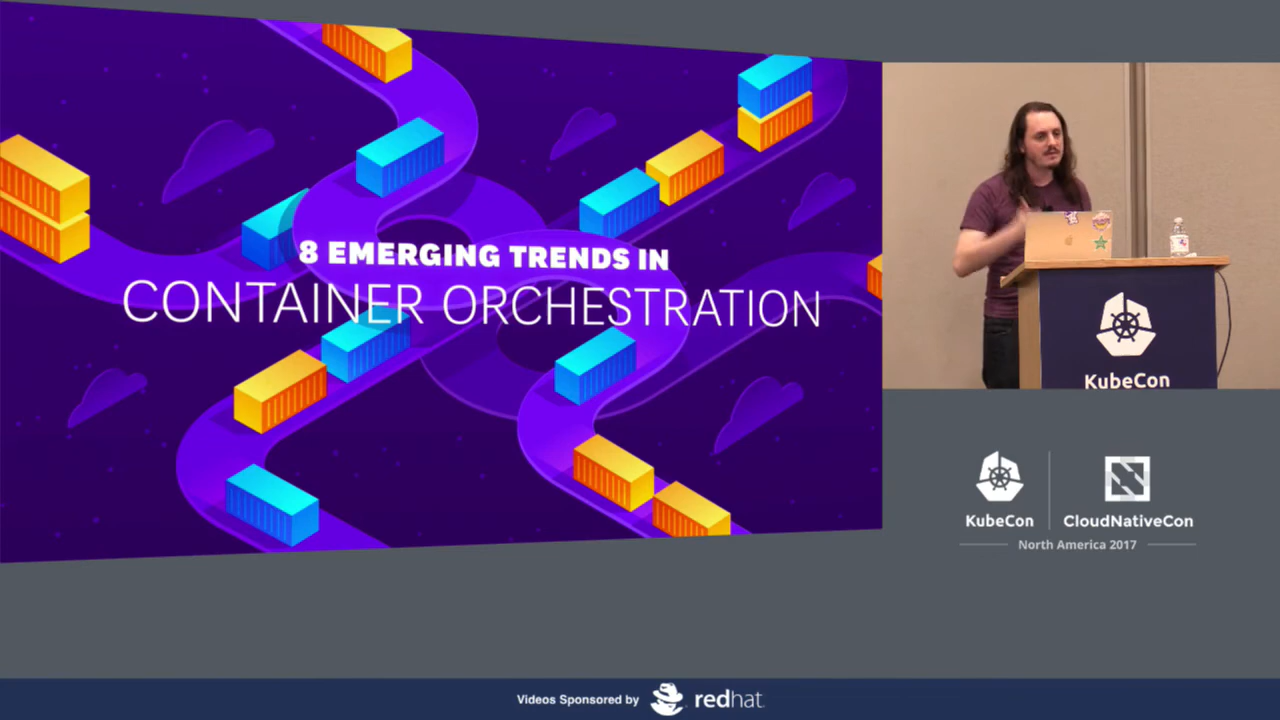 8 EMERGING TRENDS IN
CONTAINER ORCHESTRATION
KubeCon
KubeCon
CloudNativeCon
North America 2017
Videos Sponsored by
redhat